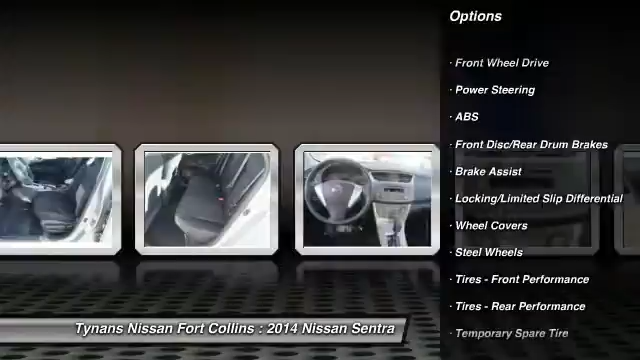 Options
· Front Wheel Drive
· Power Steering
· ABS
· Front Disc/Rear Drum Brakes
· Brake Assist
· Locking/Limited Slip Differential
· Wheel Covers
· Steel Wheels
· Tires - Front Performance
· Tires - Rear Performance
· Temporary Spare Tire
Tynans Nissan Fort Collins : 2014 Nissan Sentra